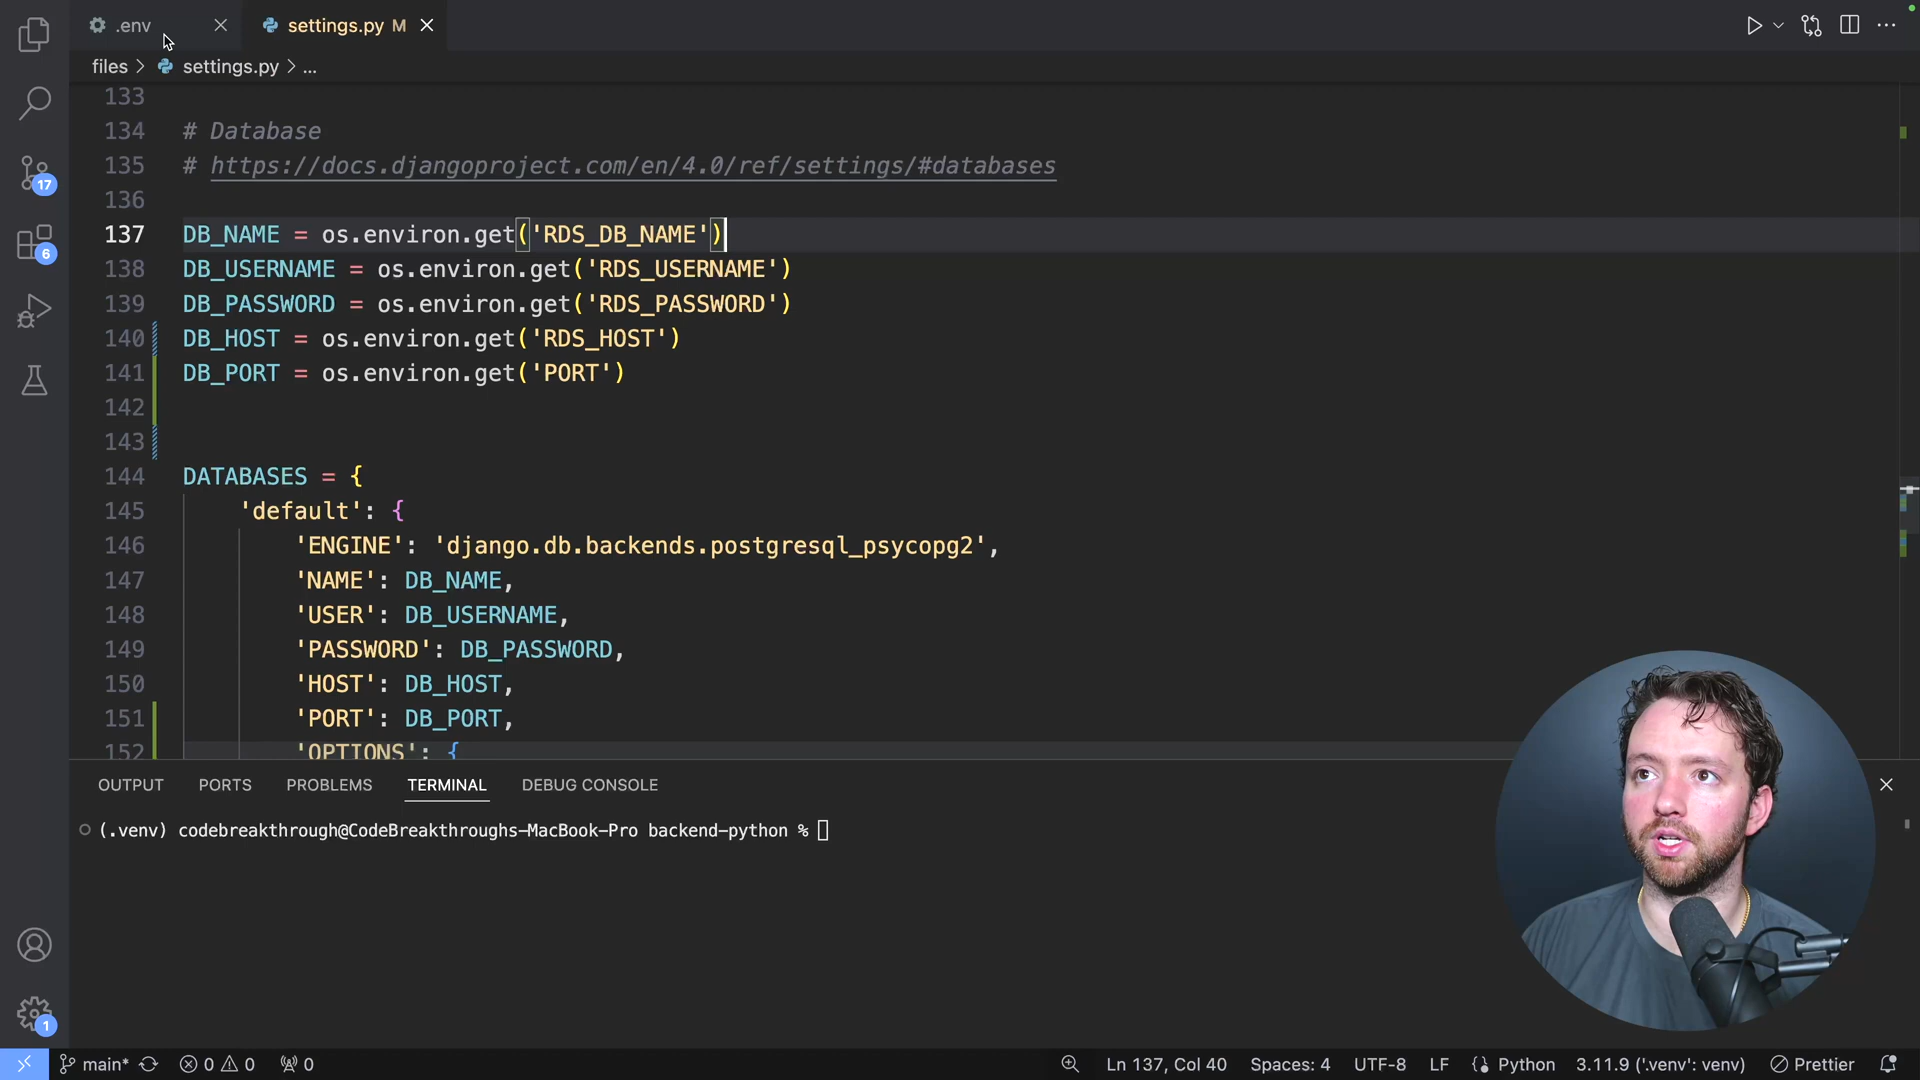 .env
settings.py M
files > settings.py > ...
133
134 # Database
135 # https://docs.djangoproject.com/en/4.0/ref/settings/#databases
136
137 DB_NAME = os.environ.get('RDS_DB_NAME')
138 DB_USERNAME = os.environ.get('RDS_USERNAME')
139 DB_PASSWORD = os.environ.get('RDS_PASSWORD')
140 DB_HOST = os.environ.get('RDS_HOST')
141 DB_PORT = os.environ.get('PORT')
142
143
144 DATABASES = {
145 'default': {
146 'ENGINE': 'django.db.backends.postgresql_psycopg2',
147 'NAME': DB_NAME,
148 'USER': DB_USERNAME,
149 'PASSWORD': DB_PASSWORD,
150 'HOST': DB_HOST,
151 'PORT': DB_PORT,
152 'OPTIONS': {
17
6
OUTPUT PORTS PROBLEMS TERMINAL DEBUG CONSOLE
(.venv) codebreakthrough@CodeBreakthroughs-MacBook-Pro backend-python %
1
main* 0 0 0 Ln 137, Col 40 Spaces: 4 UTF-8 LF Python 3.11.9 ('.venv': venv) Prettier